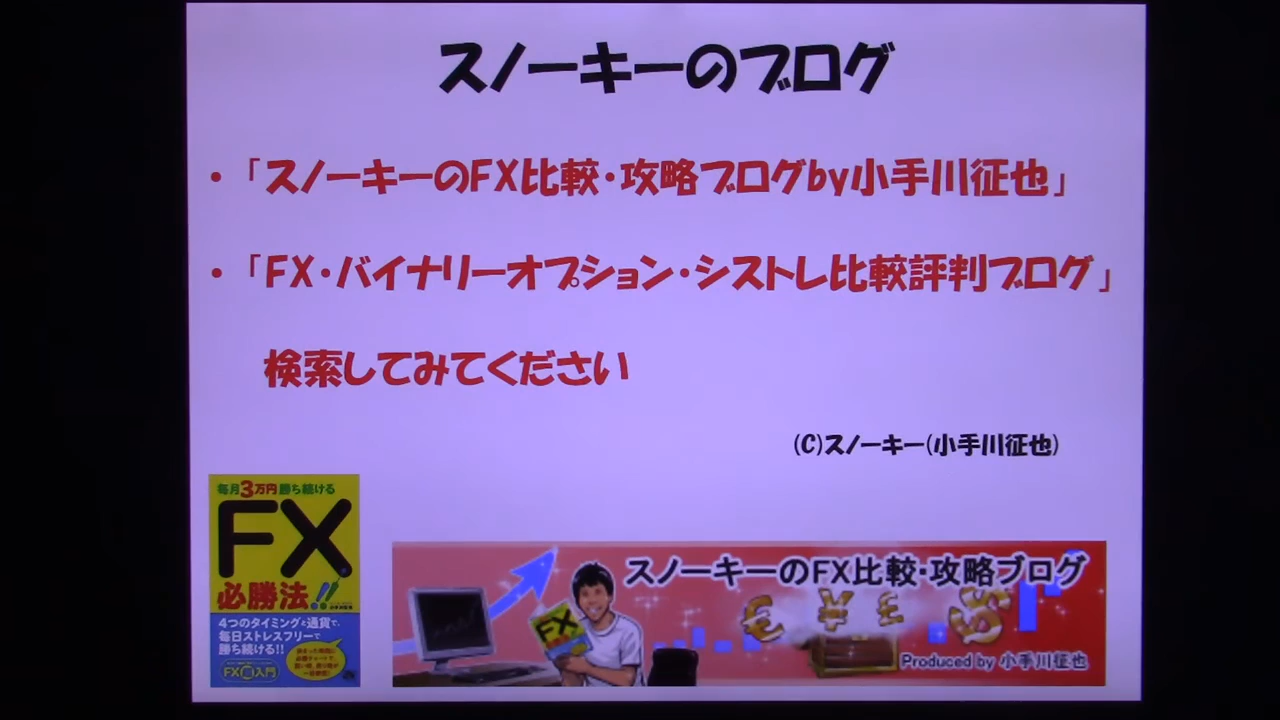 スノーキーのブログ
・「スノーキーのFX比較・攻略ブログby小手川征也」
・「FX・バイナリーオプション・シストレ比較評判ブログ」
検索してみてください
(C)スノーキー(小手川征也)
毎月3万円勝ち続ける
FX
必勝法!!
4つのタイミングと通貨で、
毎日ストレスフリーで
勝ち続ける!!
FX 入門
スノーキーのFX比較・攻略ブログ
FX
Produced by 小手川征也